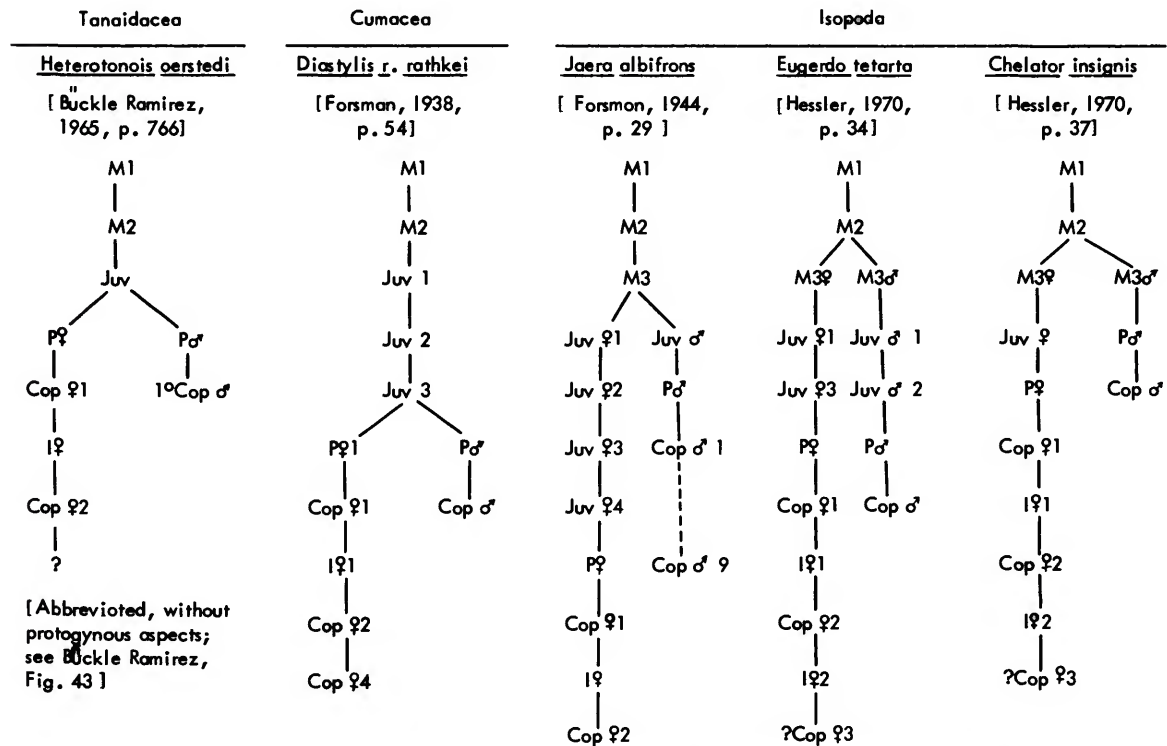 Tanaidacea
Cumacea
Isopoda
Heterotonois oerstedi
[Bückle Ramirez,
1965, p. 766]
M1
M2
Juv
P♀ P♂
Cop ♀1 1°Cop ♂
I♀
Cop ♀2
?
[Abbrevioted, without
protogynous ospects;
see Bückle Ramirez,
Fig. 43 ]
Diostylis r. rathkei
[Forsman, 1938,
p. 54]
M1
M2
Juv 1
Juv 2
Juv 3
P♀1 P♂
Cop ♀1 Cop ♂
I♀1
Cop ♀2
Cop ♀4
Jaera albifrons
[ Forsmon, 1944,
p. 29 ]
M1
M2
M3
Juv ♀1 Juv ♂
Juv ♀2 P♂
Juv ♀3 Cop ♂ 1
Juv ♀4
P♀ Cop ♂ 9
Cop ♀1
I♀
Cop ♀2
Eugerdo tetarta
[Hessler, 1970,
p. 34]
M1
M2
M3♀ M3♂
Juv ♀1 Juv ♂ 1
Juv ♀3 Juv ♂ 2
P♀ P♂
Cop ♀1 Cop ♂
I♀1
Cop ♀2
I♀2
?Cop ♀3
Chelator insignis
[ Hessler, 1970,
p. 37]
M1
M2
M3♀ M3♂
Juv ♀ P♂
P♀ Cop ♂
Cop ♀1
I♀1
Cop ♀2
I♀2
?Cop ♀3